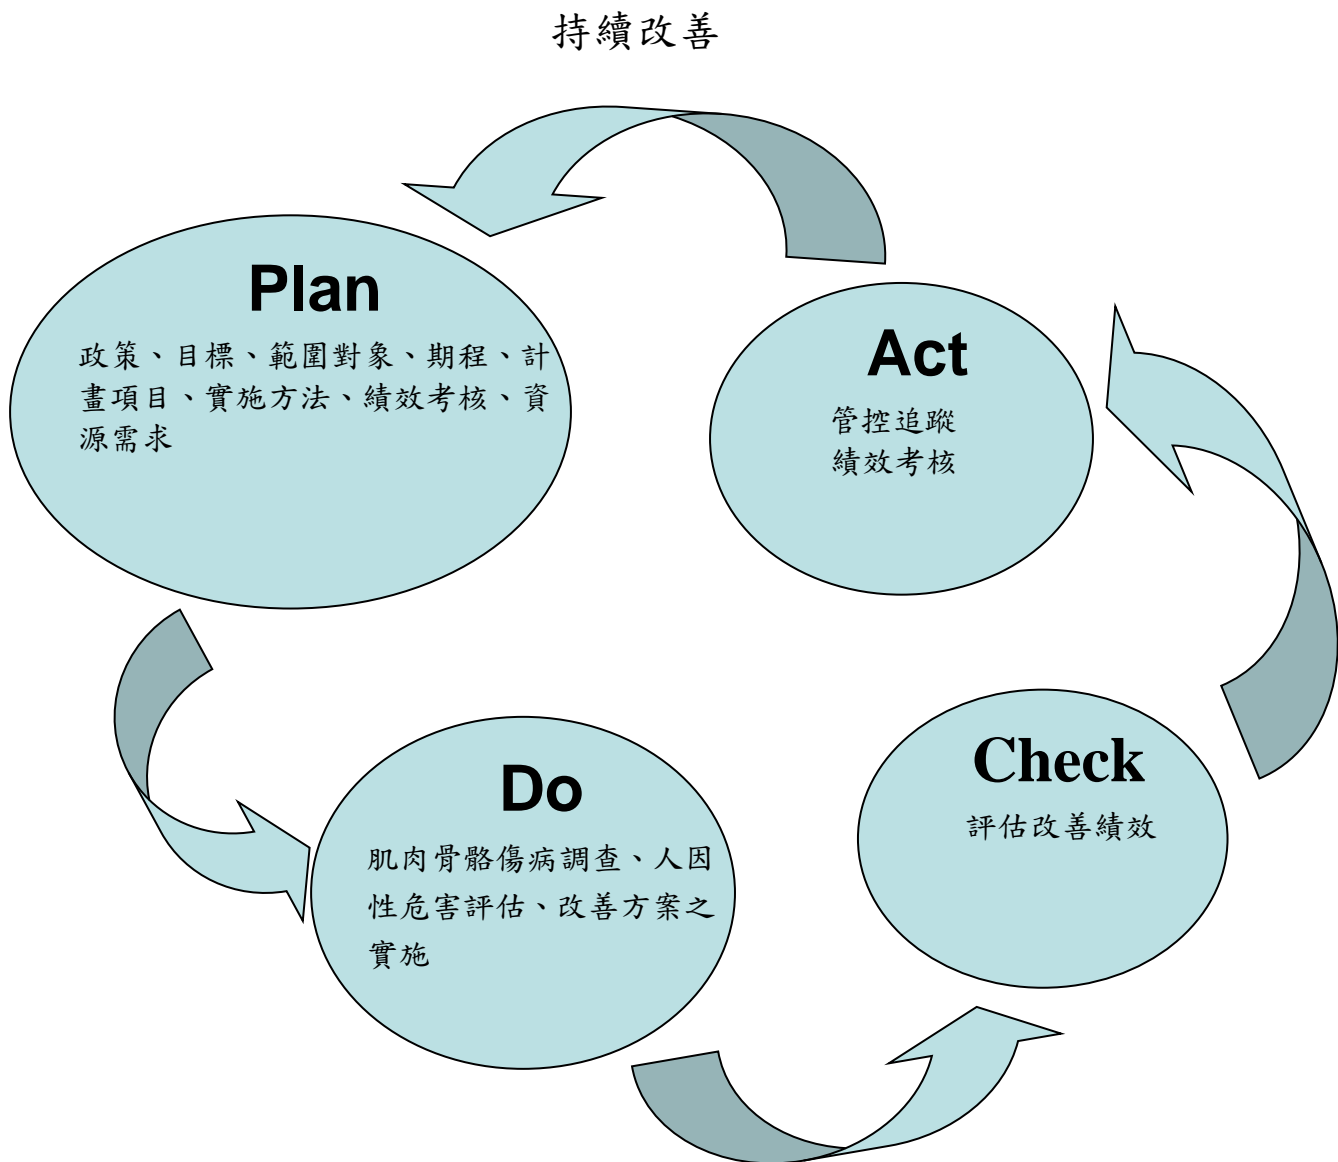 持續改善
Plan
政策、目標、範圍對象、期程、計
畫項目、實施方法、績效考核、資
源需求
Act
管控追蹤
績效考核
Do
肌肉骨骼傷病調查、人因
性危害評估、改善方案之
實施
Check
評估改善績效